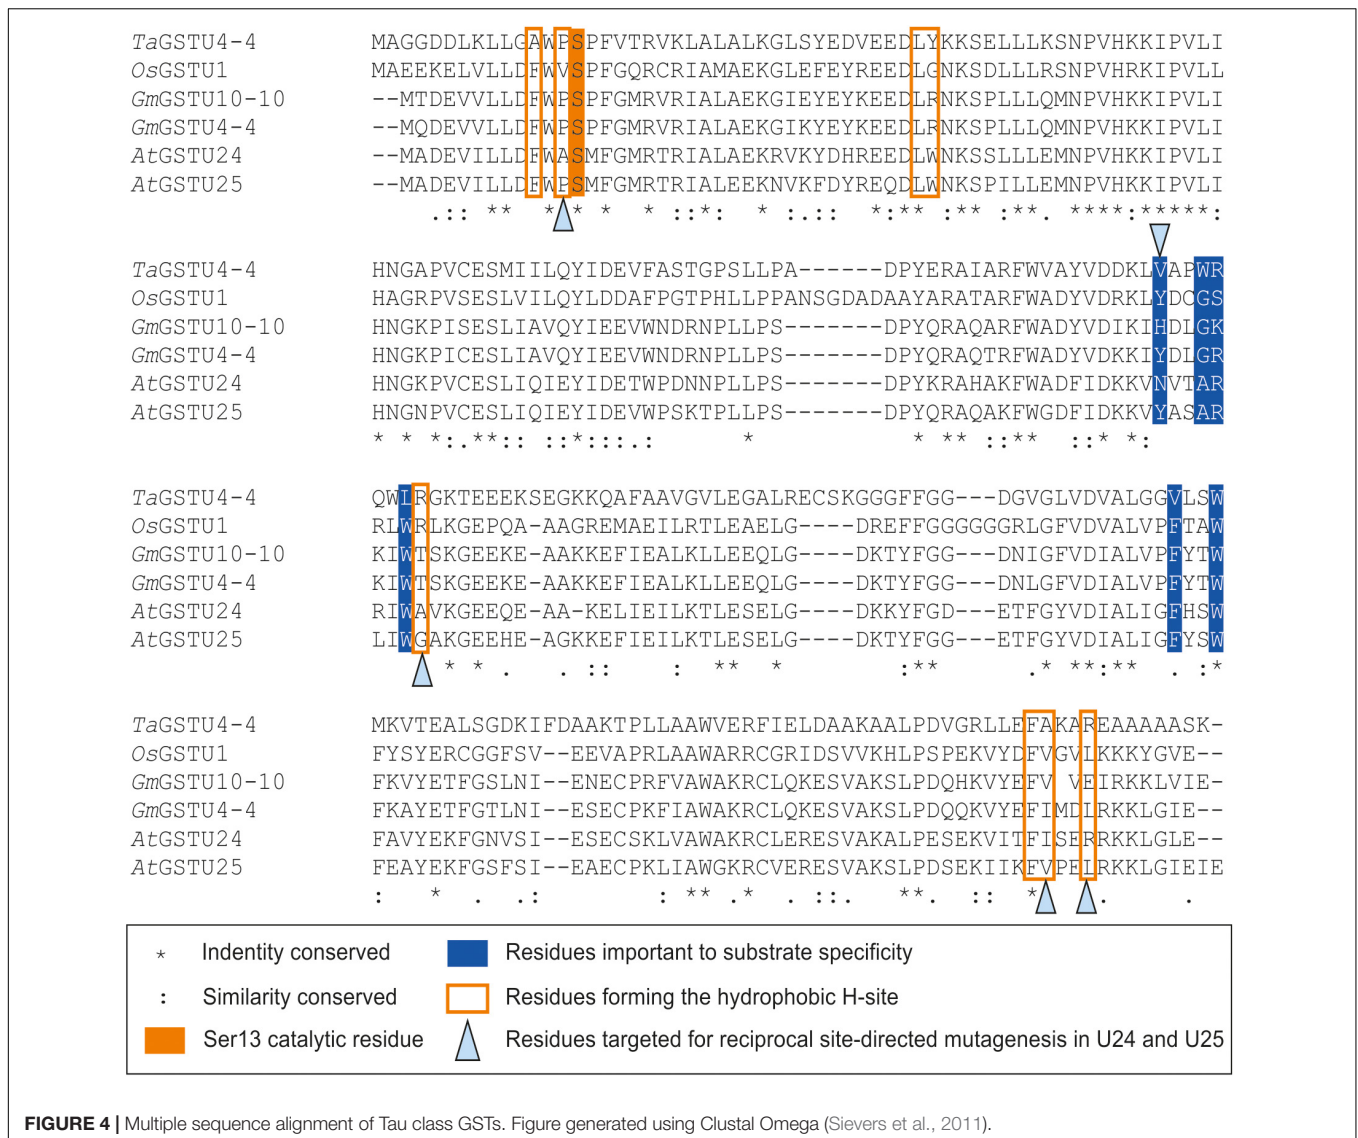 TaGSTU4-4 MAGGDDLKLLGAWPSPFVTRVKLALALKGLSYEDVEEDLYKKSELLLKSNPVHKKIPVLI
OsGSTU1 MAEEKELVLLDFWVSPFGQRCRIAMAEKGLEFEYREEDLGNKSDLLLRSNPVHRKIPVLL
GmGSTU10-10 --MTDEVVLLDFWPSPFGMRVRIALAEKGIEYEYKEEDLRNKSPLLLQMNPVHKKIPVLI
GmGSTU4-4 --MQDEVVLLDFWPSPFGMRVRIALAEKGIKYEYKEEDLRNKSPLLLQMNPVHKKIPVLI
AtGSTU24 --MADEVILLDFWASMFGMRTRIALAEKRVKYDHREEDLWNKSSLLLEMNPVHKKIPVLI
AtGSTU25 --MADEVILLDFWPSMFGMRTRIALEEKNVKFDYREQDLWNKSPILLEMNPVHKKIPVLI
.:: ** * * * * ::*: * :.:: *:** :** :**. ****:*****:
TaGSTU4-4 HNGAPVCESMIILQYIDEVFASTGPSLLPA------DPYERAIARFWVAYVDDKLVAPWR
OsGSTU1 HAGRPVSESLVILQYLDDAFPGTPHLLPPANSGDADAAYARATARFWADYVDRKLYDCGS
GmGSTU10-10 HNGKPISESLIAVQYIEEVWNDRNPLLPS-------DPYQRAQARFWADYVDIKIHDLGK
GmGSTU4-4 HNGKPICESLIAVQYIEEVWNDRNPLLPS-------DPYQRAQTRFWADYVDKKIYDLGR
AtGSTU24 HNGKPVCESLIQIEYIDETWPDNNPLLPS-------DPYKRAHAKFWADFIDKKVNVTAR
AtGSTU25 HNGNPVCESLIQIEYIDEVWPSKTPLLPS-------DPYQRAQAKFWGDFIDKKVYASAR
* * *:.**:: ::*:::.: * * ** ::** ::* *:
TaGSTU4-4 QWLRGKTEEEKSEGKKQAFAAVGVLEGALRECSKGGGFFGG---DGVGLVDVALGGVLSW
OsGSTU1 RLWRLKGEPQA-AAGREMAEILRTLEAELG----DREFFGGGGGGRLGFVDVALVPFTAW
GmGSTU10-10 KIWTSKGEEKE-AAKKEFIEALKLLEEQLG----DKTYFGG---DNIGFVDIALVPFYTW
GmGSTU4-4 KIWTSKGEEKE-AAKKEFIEALKLLEEQLG----DKTYFGG---DNLGFVDIALVPFYTW
AtGSTU24 RIWAVKGEEQE-AA-KELIEILKTLESELG----DKKYFGD---ETFGYVDIALIGFHSW
AtGSTU25 LIWGAKGEEHE-AGKKFIEILKTLESELG----DKTYFGG---ETFGYVDIALIGFYSW
* * . . :: : ** * :** .* **:** . :*
TaGSTU4-4 MKVTEALSGDKIFDAAKTPLLAAWVERFIELDAAKAALPDVGRLLEFAKAREAAAAASK-
OsGSTU1 FYSYERCGGFSV--EEVAPRLAAWARRCGRIDSVVKHLPSPEKVYDFVGVLKKKYGVE--
GmGSTU10-10 FKVYETFGSLNI--ENECPRFVAWAKRCLQKESVAKSLPDQHKVYEFV VEIRKKLVIE-
GmGSTU4-4 FKAYETFGTLNI--ESECPKFIAWAKRCLQKESVAKSLPDQQKVYEFIMDLRKKLGIE--
AtGSTU24 FAVYEKFGNVSI--ESECSKLVAWAKRCLERESVAKALPESEKVITFISERRKKLGLE--
AtGSTU25 FEAYEKFGSFSI--EAECPKLIAWGKRCVERESVAKSLPDSEKIIKFVPELRKKLGIEIE
: * . .: . ** .* . ::. **. :: * . .
* Indentity conserved
: Similarity conserved
Ser13 catalytic residue
Residues important to substrate specificity
Residues forming the hydrophobic H-site
Residues targeted for reciprocal site-directed mutagenesis in U24 and U25
FIGURE 4 | Multiple sequence alignment of Tau class GSTs. Figure generated using Clustal Omega (Sievers et al., 2011).